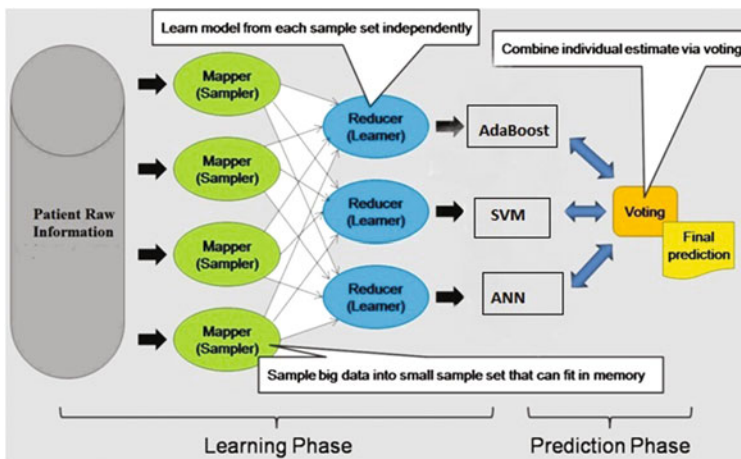 Learn model from each sample set independently
Combine individual estimate via voting
Patient Raw
Information
Mapper
(Sampler)
Mapper
(Sampler)
Mapper
(Sampler)
Mapper
(Sampler)
Reducer
(Learner)
Reducer
(Learner)
Reducer
(Learner)
AdaBoost
SVM
ANN
Voting
Final
prediction
Sample big data into small sample set that can fit in memory
Learning Phase
Prediction Phase